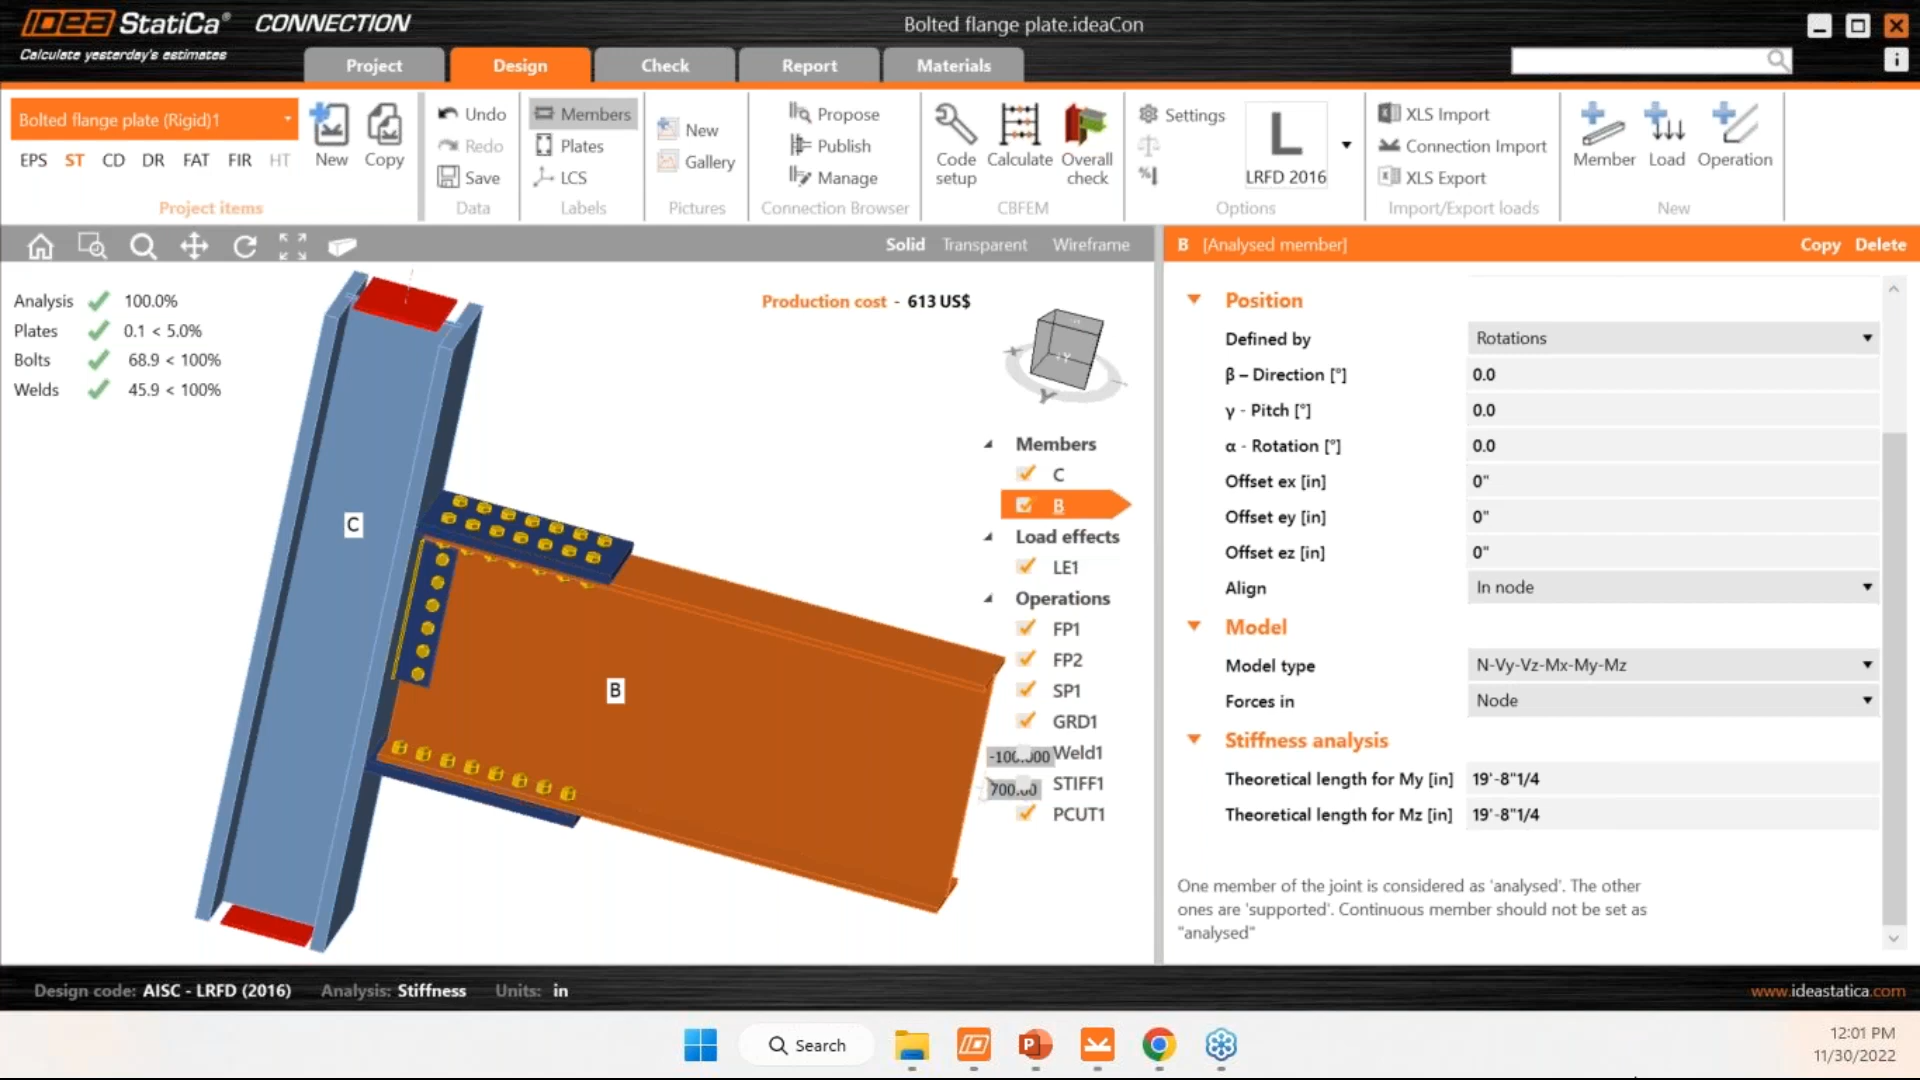 IDEA StatiCa® CONNECTION
Calculate yesterday's estimates
Bolted flange plate.ideaCon
Project
Design
Check
Report
Materials
i
Bolted flange plate (Rigid)1
EPS ST CD DR FAT FIR HT
New
Copy
Project items
Undo
Redo
Save
Data
Members
Plates
LCS
Labels
New
Gallery
Pictures
Propose
Publish
Manage
Connection Browser
Code setup
Calculate
Overall check
CBFEM
Settings
L
LRFD 2016
Options
XLS Import
Connection Import
XLS Export
Import/Export loads
Member
Load
Operation
New
Solid Transparent Wireframe
B [Analysed member]
Copy Delete
Analysis 100.0%
Plates 0.1 < 5.0%
Bolts 68.9 < 100%
Welds 45.9 < 100%
Production cost - 613 US$
+Y
Y
C
B
Members
C
B
Load effects
LE1
Operations
FP1
FP2
SP1
GRD1
Weld1
STIFF1
PCUT1
700.00
Position
Defined by Rotations
β – Direction [°] 0.0
γ - Pitch [°] 0.0
α - Rotation [°] 0.0
Offset ex [in] 0"
Offset ey [in] 0"
Offset ez [in] 0"
Align In node
Model
Model type N-Vy-Vz-Mx-My-Mz
Forces in Node
Stiffness analysis
Theoretical length for My [in] 19'-8"1/4
Theoretical length for Mz [in] 19'-8"1/4
One member of the joint is considered as 'analysed'. The other
ones are 'supported'. Continuous member should not be set as
"analysed"
Design code: AISC - LRFD (2016) Analysis: Stiffness Units: in
www.ideastatica.com
Search
12:01 PM
11/30/2022